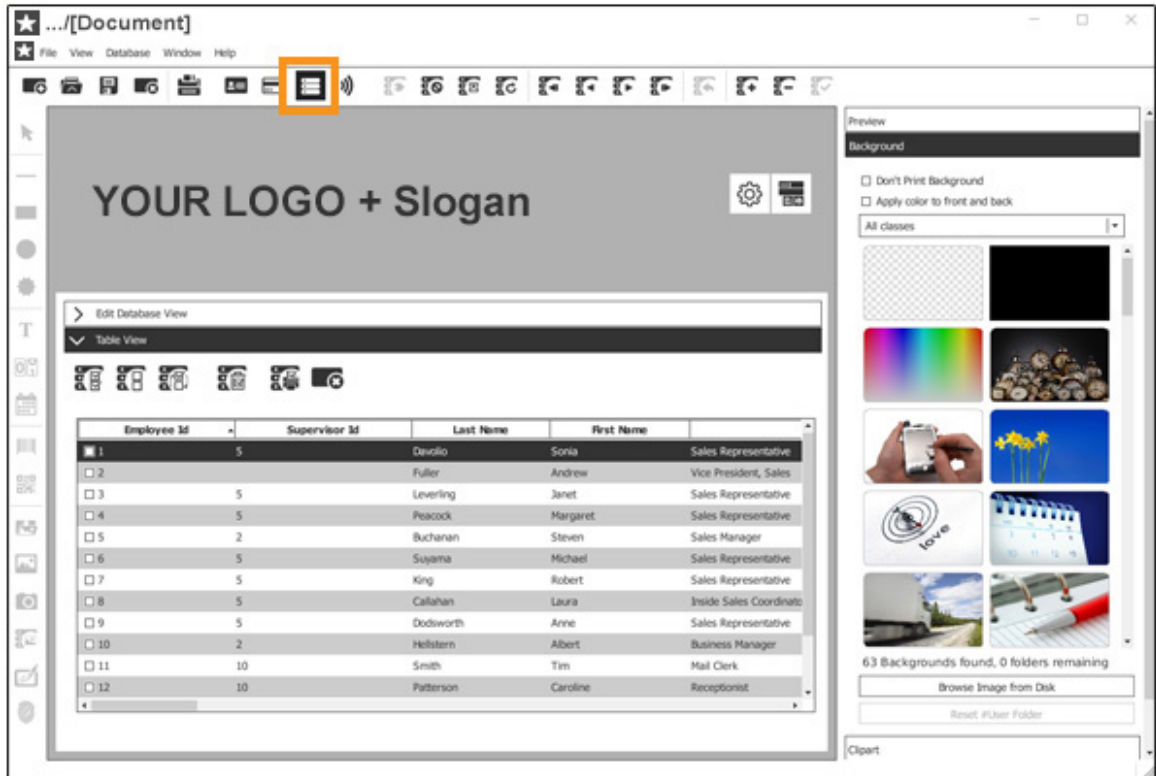 .../[Document]
File View Database Window Help
YOUR LOGO + Slogan
Edit Database View
Table View
Employee Id Supervisor Id Last Name First Name
1 5 Davolio Sonia Sales Representative
2 Fuller Andrew Vice President, Sales
3 5 Leverling Janet Sales Representative
4 5 Peacock Margaret Sales Representative
5 2 Buchanan Steven Sales Manager
6 5 Suyama Michael Sales Representative
7 5 King Robert Sales Representative
8 5 Callahan Laura Inside Sales Coordinato
9 5 Dodsworth Anne Sales Representative
10 2 Hellstern Albert Business Manager
11 10 Smith Tim Mail Clerk
12 10 Patterson Caroline Receptionist
Preview
Background
Don't Print Background
Apply color to front and back
All classes
love
63 Backgrounds found, 0 folders remaining
Browse Image from Disk
Reset #User Folder
Clipart